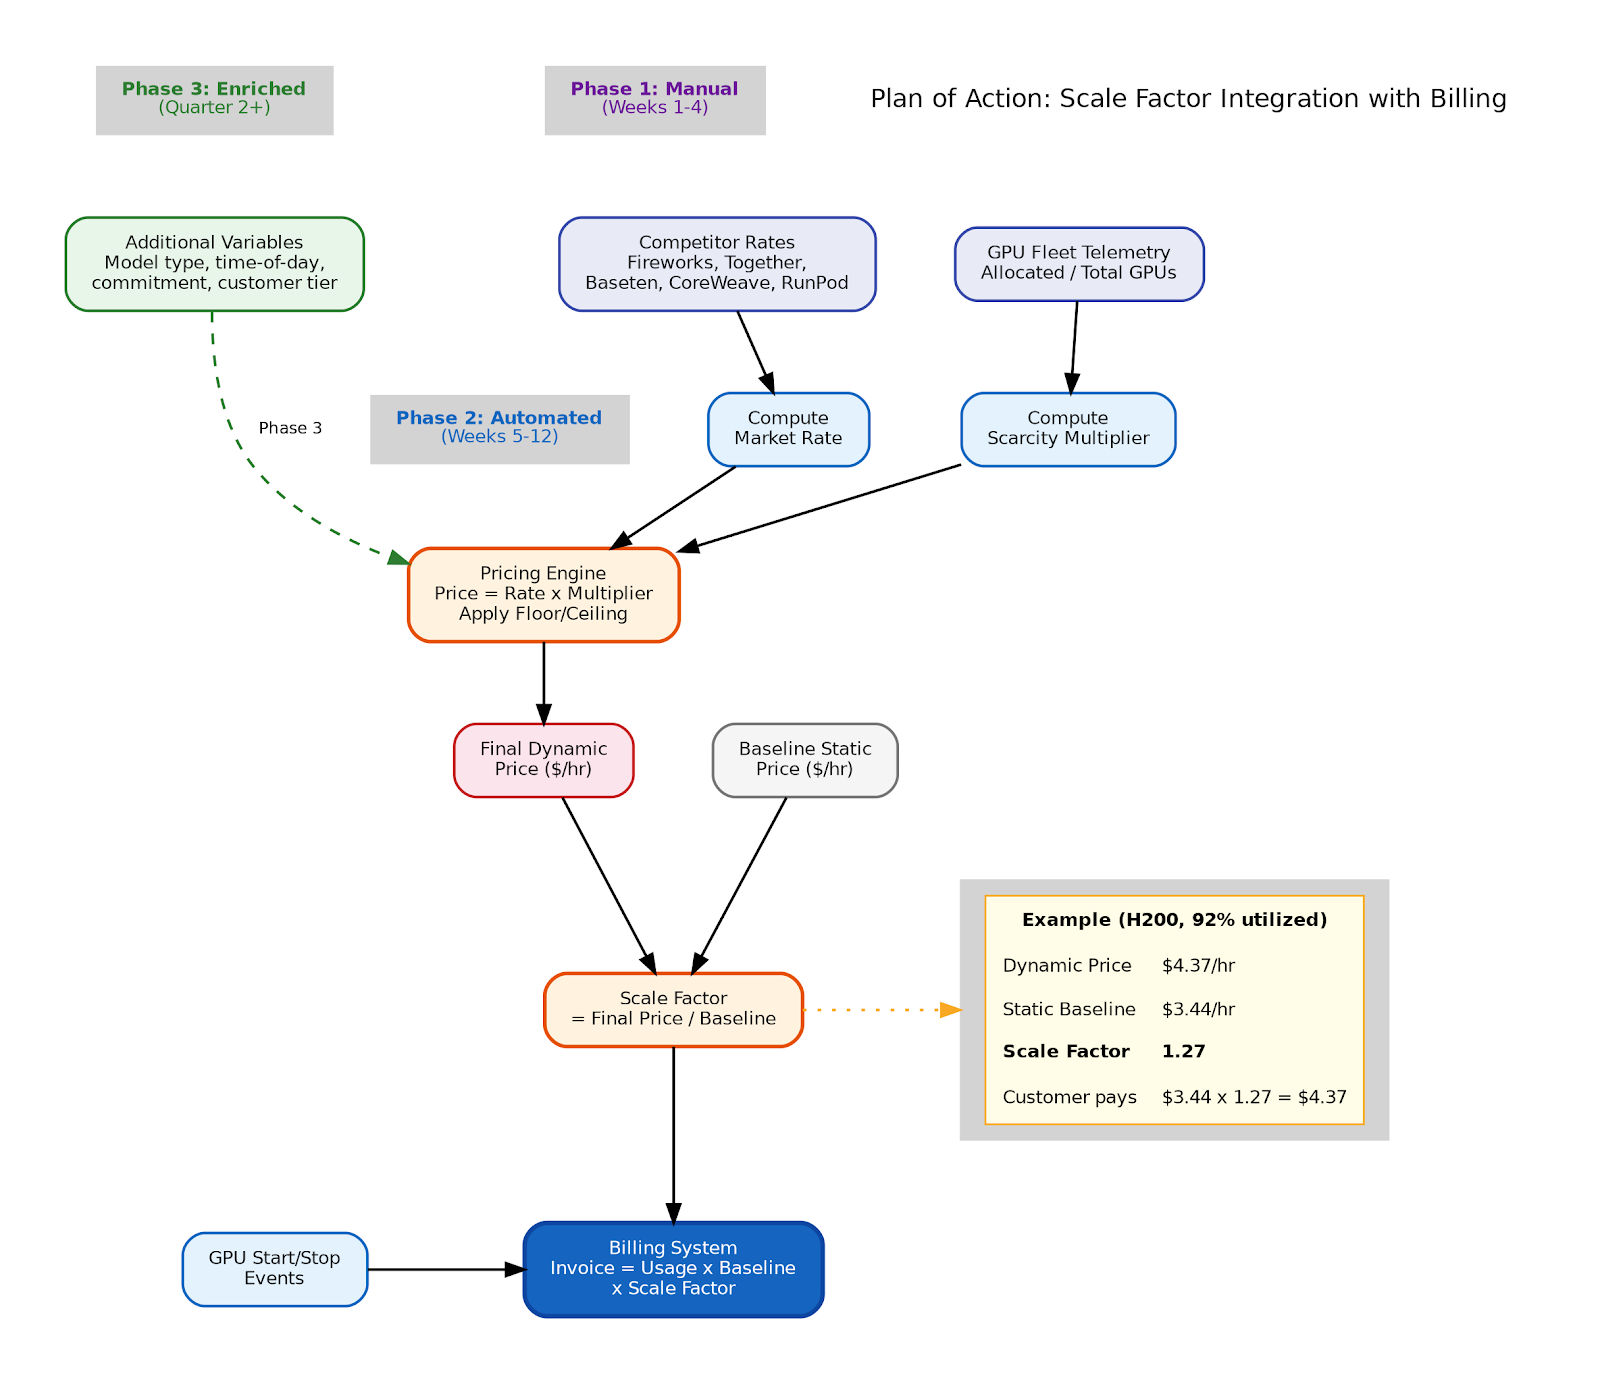 Phase 3: Enriched
(Quarter 2+)
Phase 1: Manual
(Weeks 1-4)
Plan of Action: Scale Factor Integration with Billing
Additional Variables
Model type, time-of-day,
commitment, customer tier
Competitor Rates
Fireworks, Together,
Baseten, CoreWeave, RunPod
GPU Fleet Telemetry
Allocated / Total GPUs
Phase 3
Phase 2: Automated
(Weeks 5-12)
Compute
Market Rate
Compute
Scarcity Multiplier
Pricing Engine
Price = Rate x Multiplier
Apply Floor/Ceiling
Final Dynamic
Price ($/hr)
Baseline Static
Price ($/hr)
Scale Factor
= Final Price / Baseline
Example (H200, 92% utilized)
Dynamic Price $4.37/hr
Static Baseline $3.44/hr
Scale Factor 1.27
Customer pays $3.44 x 1.27 = $4.37
GPU Start/Stop
Events
Billing System
Invoice = Usage x Baseline
x Scale Factor